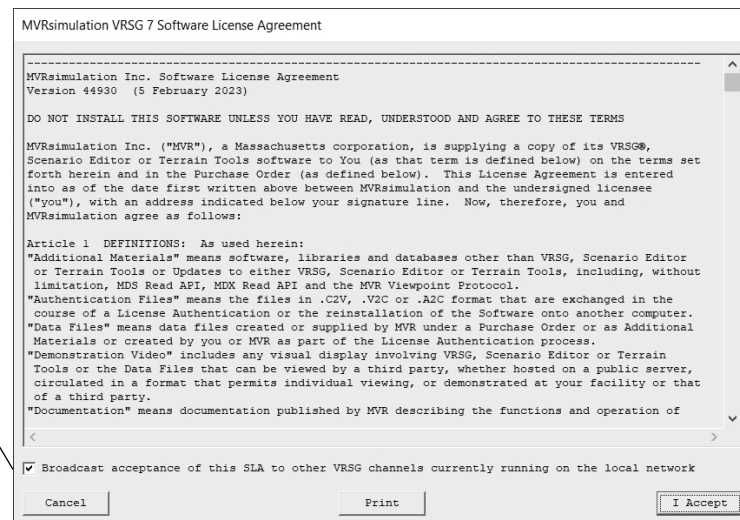 MVRsimulation VRSG 7 Software License Agreement
--------------------------------------------------------------------------------
MVRsimulation Inc. Software License Agreement
Version 44930  (5 February 2023)
DO NOT INSTALL THIS SOFTWARE UNLESS YOU HAVE READ, UNDERSTOOD AND AGREE TO THESE TERMS
MVRsimulation Inc. ("MVR"), a Massachusetts corporation, is supplying a copy of its VRSG®,
Scenario Editor or Terrain Tools software to You (as that term is defined below) on the terms set
forth herein and in the Purchase Order (as defined below).  This License Agreement is entered
into as of the date first written above between MVRsimulation and the undersigned licensee
("you"), with an address indicated below your signature line.  Now, therefore, you and
MVRsimulation agree as follows:
Article 1  DEFINITIONS:  As used herein:
"Additional Materials" means software, libraries and databases other than VRSG, Scenario Editor
or Terrain Tools or Updates to either VRSG, Scenario Editor or Terrain Tools, including, without
limitation, MDS Read API, MDX Read API and the MVR Viewpoint Protocol.
"Authentication Files" means the files in .C2V, .V2C or .A2C format that are exchanged in the
course of a License Authentication or the reinstallation of the Software onto another computer.
"Data Files" means data files created or supplied by MVR under a Purchase Order or as Additional
Materials or created by you or MVR as part of the License Authentication process.
"Demonstration Video" includes any visual display involving VRSG, Scenario Editor or Terrain
Tools or the Data Files that can be viewed by a third party, whether hosted on a public server,
circulated in a format that permits individual viewing, or demonstrated at your facility or that
of a third party.
"Documentation" means documentation published by MVR describing the functions and operation of
Broadcast acceptance of this SLA to other VRSG channels currently running on the local network
Cancel Print I Accept